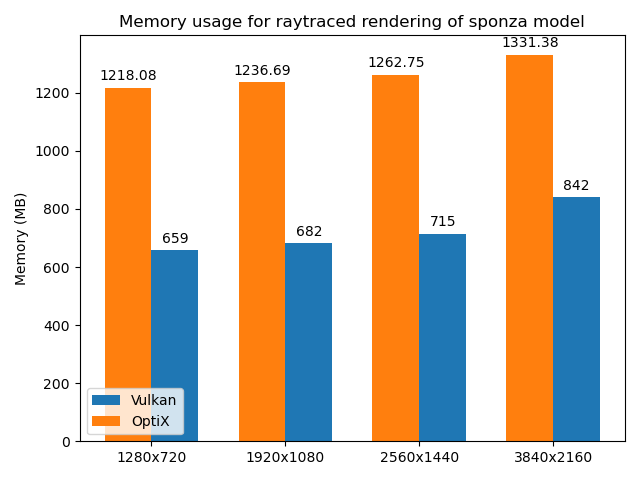 Memory usage for raytraced rendering of sponza model
1218.08
1236.69
1262.75
1331.38
659
682
715
842
Memory (MB)
1200
1000
800
600
400
200
0
Vulkan
OptiX
1280x720
1920x1080
2560x1440
3840x2160